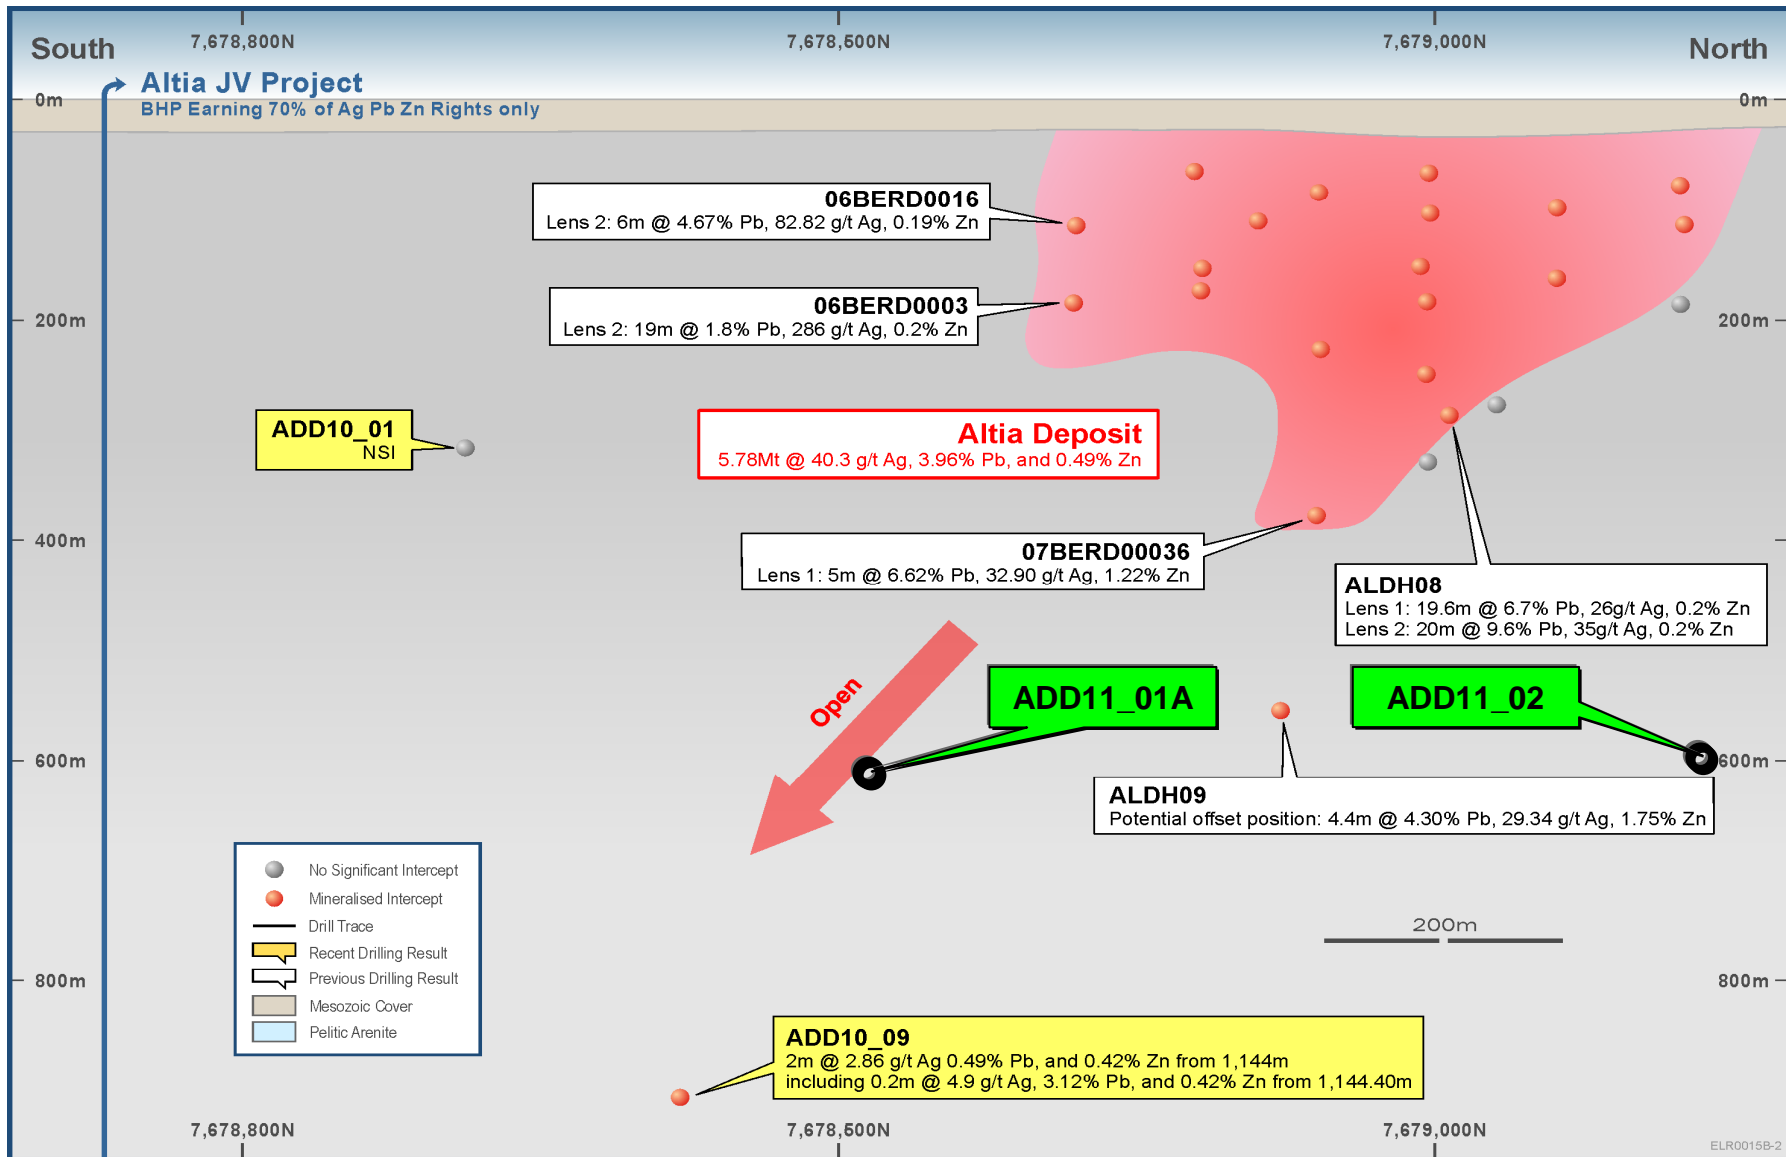 South
7,678,800N
7,678,500N
7,679,000N
North
Altia JV Project
BHP Earning 70% of Ag Pb Zn Rights only
0m
0m
06BERD0016
Lens 2: 6m @ 4.67% Pb, 82.82 g/t Ag, 0.19% Zn
06BERD0003
Lens 2: 19m @ 1.8% Pb, 286 g/t Ag, 0.2% Zn
200m
200m
ADD10_01
NSI
Altia Deposit
5.78Mt @ 40.3 g/t Ag, 3.96% Pb, and 0.49% Zn
400m
07BERD00036
Lens 1: 5m @ 6.62% Pb, 32.90 g/t Ag, 1.22% Zn
ALDH08
Lens 1: 19.6m @ 6.7% Pb, 26g/t Ag, 0.2% Zn
Lens 2: 20m @ 9.6% Pb, 35g/t Ag, 0.2% Zn
Open
ADD11_01A
ADD11_02
600m
600m
ALDH09
Potential offset position: 4.4m @ 4.30% Pb, 29.34 g/t Ag, 1.75% Zn
No Significant Intercept
Mineralised Intercept
Drill Trace
Recent Drilling Result
Previous Drilling Result
Mesozoic Cover
Pelitic Arenite
200m
800m
800m
ADD10_09
2m @ 2.86 g/t Ag 0.49% Pb, and 0.42% Zn from 1,144m
including 0.2m @ 4.9 g/t Ag, 3.12% Pb, and 0.42% Zn from 1,144.40m
7,678,800N
7,678,500N
7,679,000N
ELR0015B-2